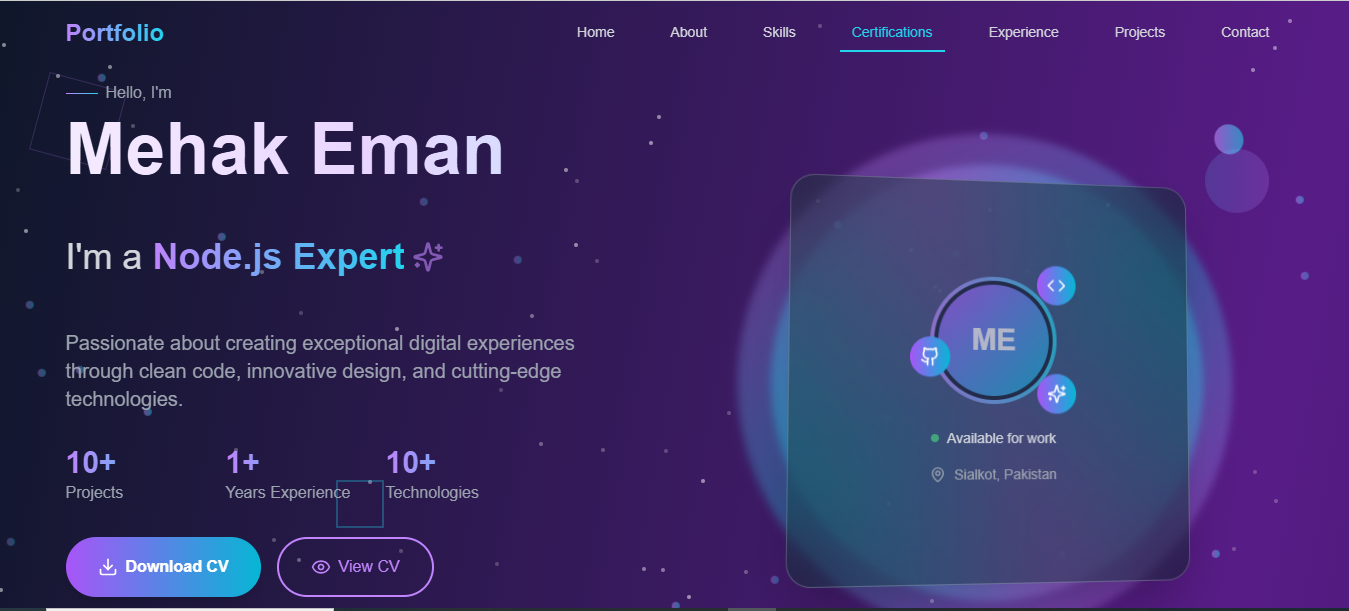 Portfolio
Home About Skills Certifications Experience Projects Contact
Hello, I'm
Mehak Eman
I'm a Node.js Expert
Passionate about creating exceptional digital experiences
through clean code, innovative design, and cutting-edge
technologies.
10+ 1+ 10+
Projects Years Experience Technologies
Download CV View CV
ME
Available for work
Sialkot, Pakistan